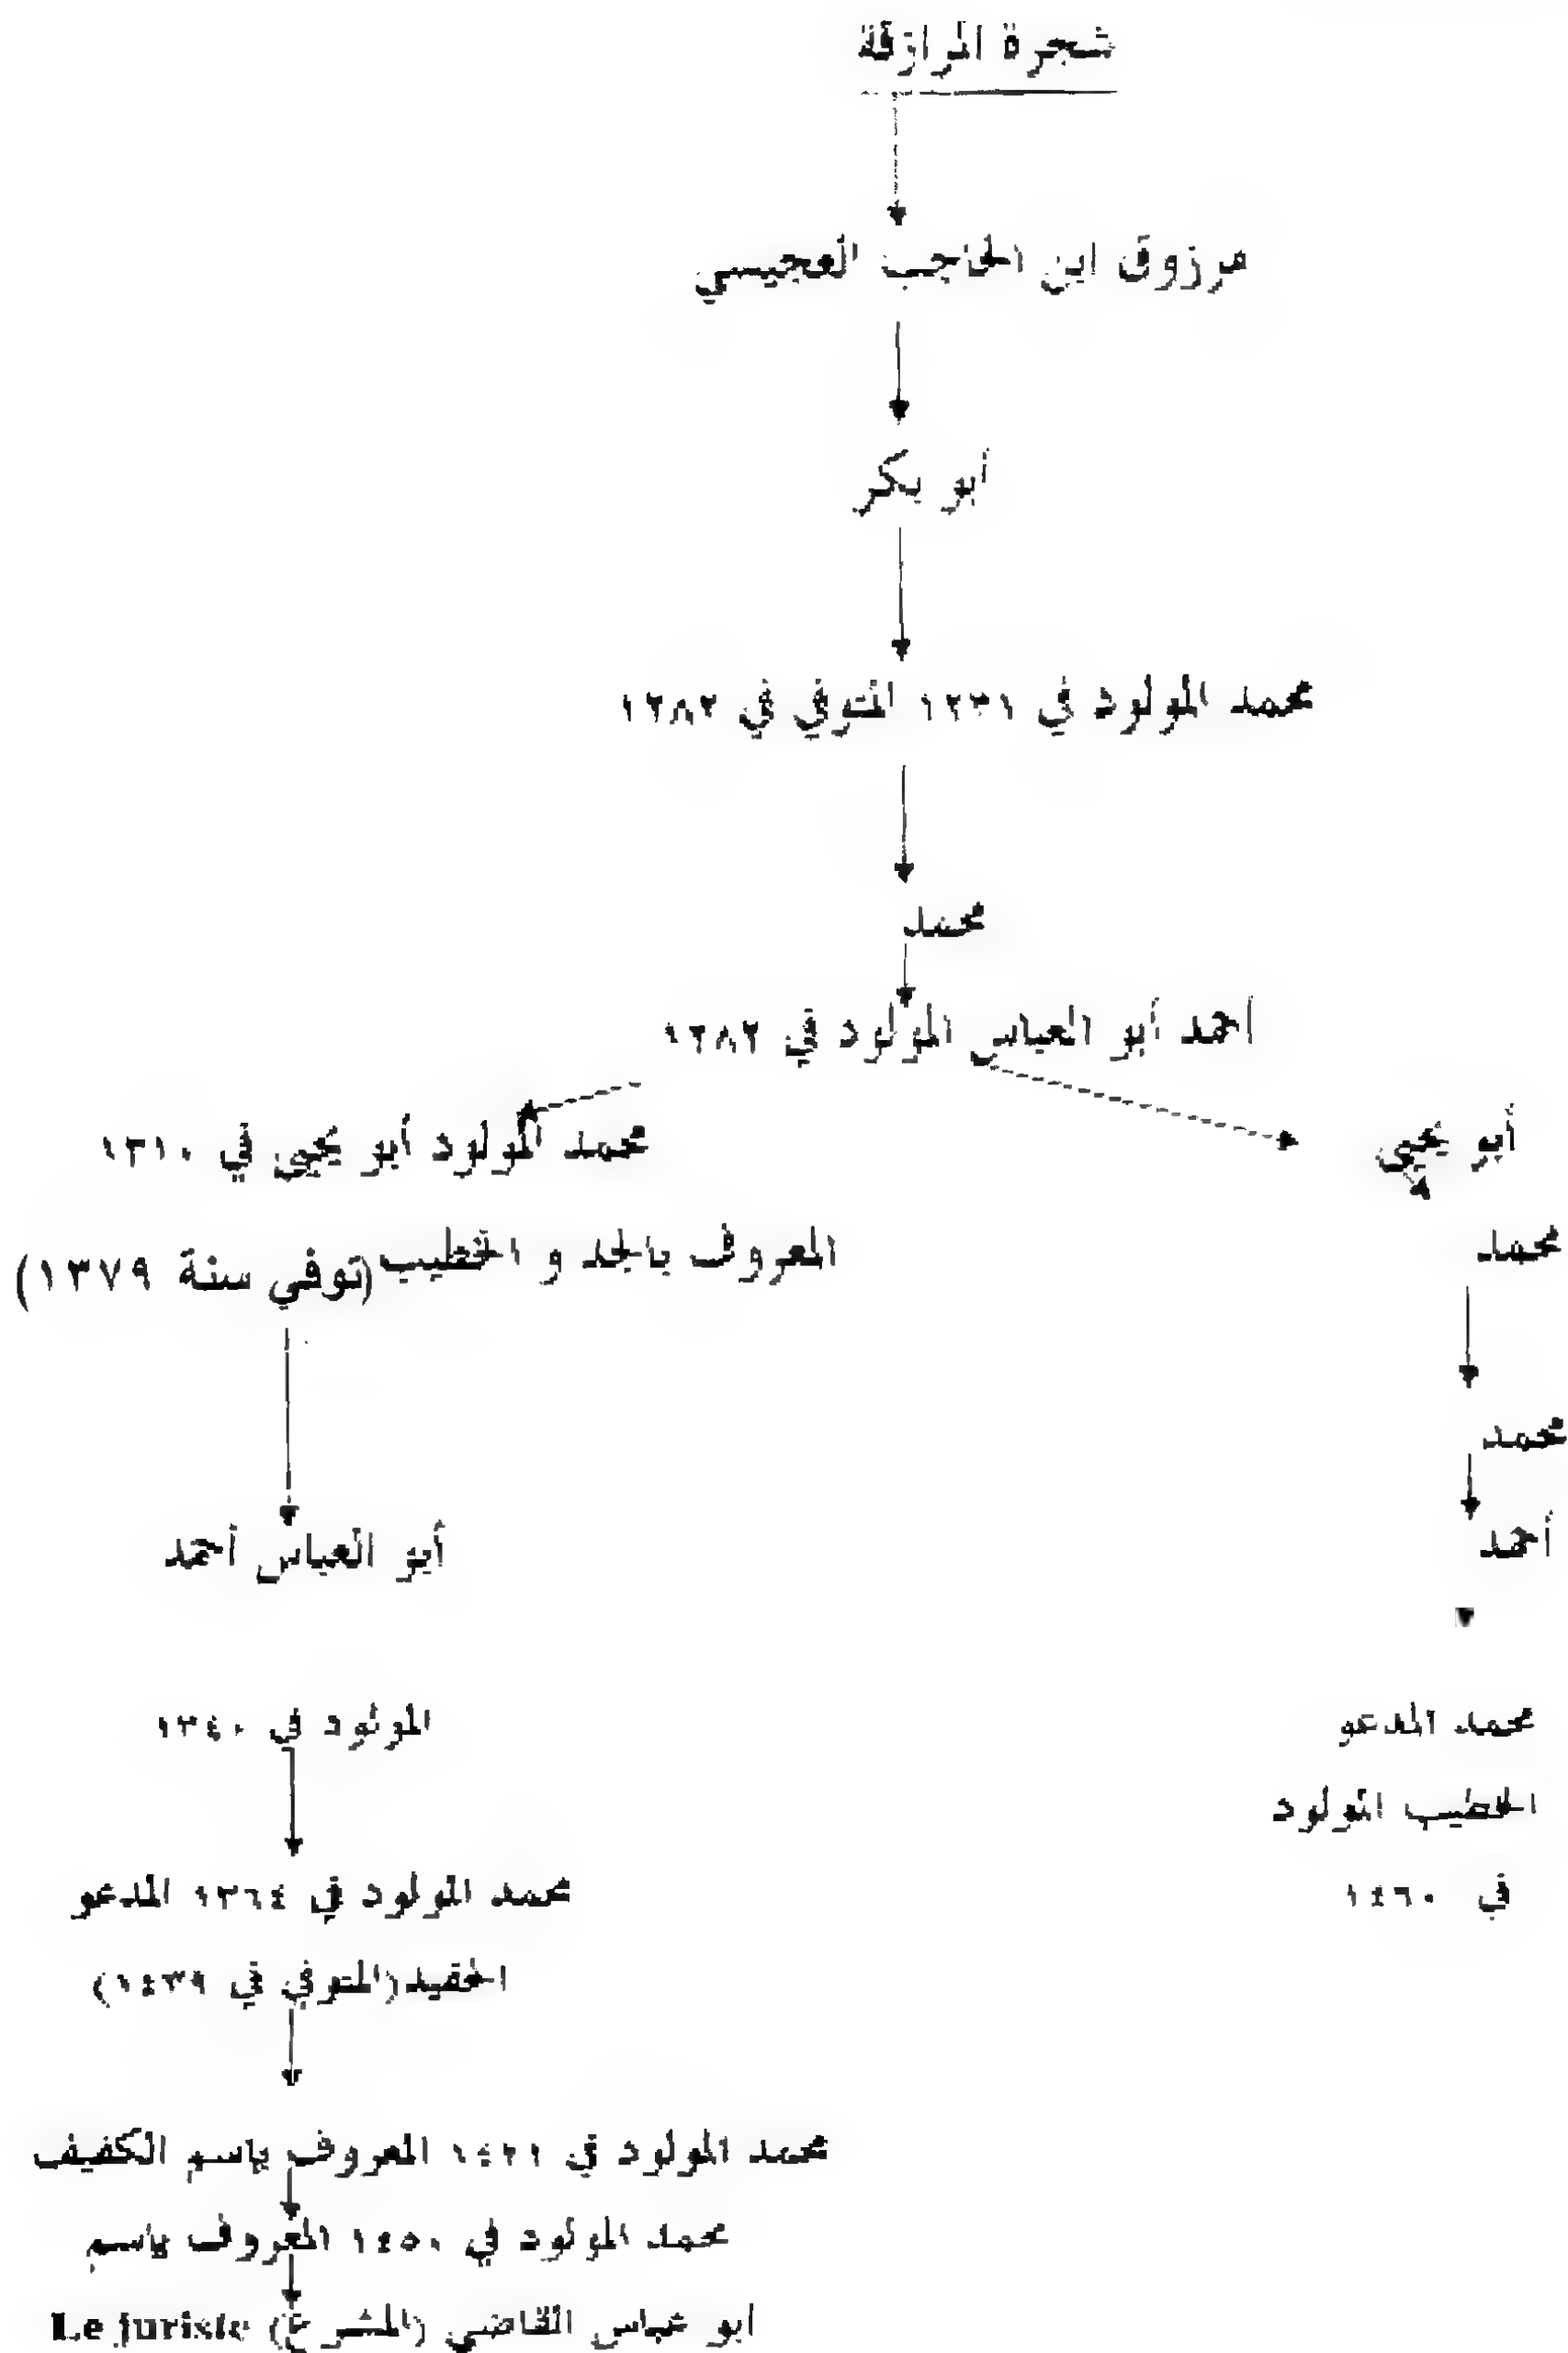 شجرة المرازقة
مرزوق ابن الحاجب العجيسي
أبو بكر
محمد المولود في ١٢٣١ المتوفي في ١٢٨٢
محمد
أحمد أبو العباس المولود في ١٢٨٢
أبو يحيى
محمد المولود أبو يحيى في ١٣١٠
المعروف بالجد و الخطيب (توفي سنة ١٣٧٩)
محمد
محمد
أحمد
أبو العباس أحمد
محمد المدعو
المولود في ١٣٤٠
الخطيب المولود
في ١٤٦٠
محمد المولود في ١٣٦٤ المدعو
الحفيد (المتوفي في ١٤٣٩)
محمد المولود في ١٤٢١ المعروف بإسم الكفيف
محمد المولود في ١٤٥٠ المعروف بإسم
ابو عباس القاضي (المشرع) Le juriste